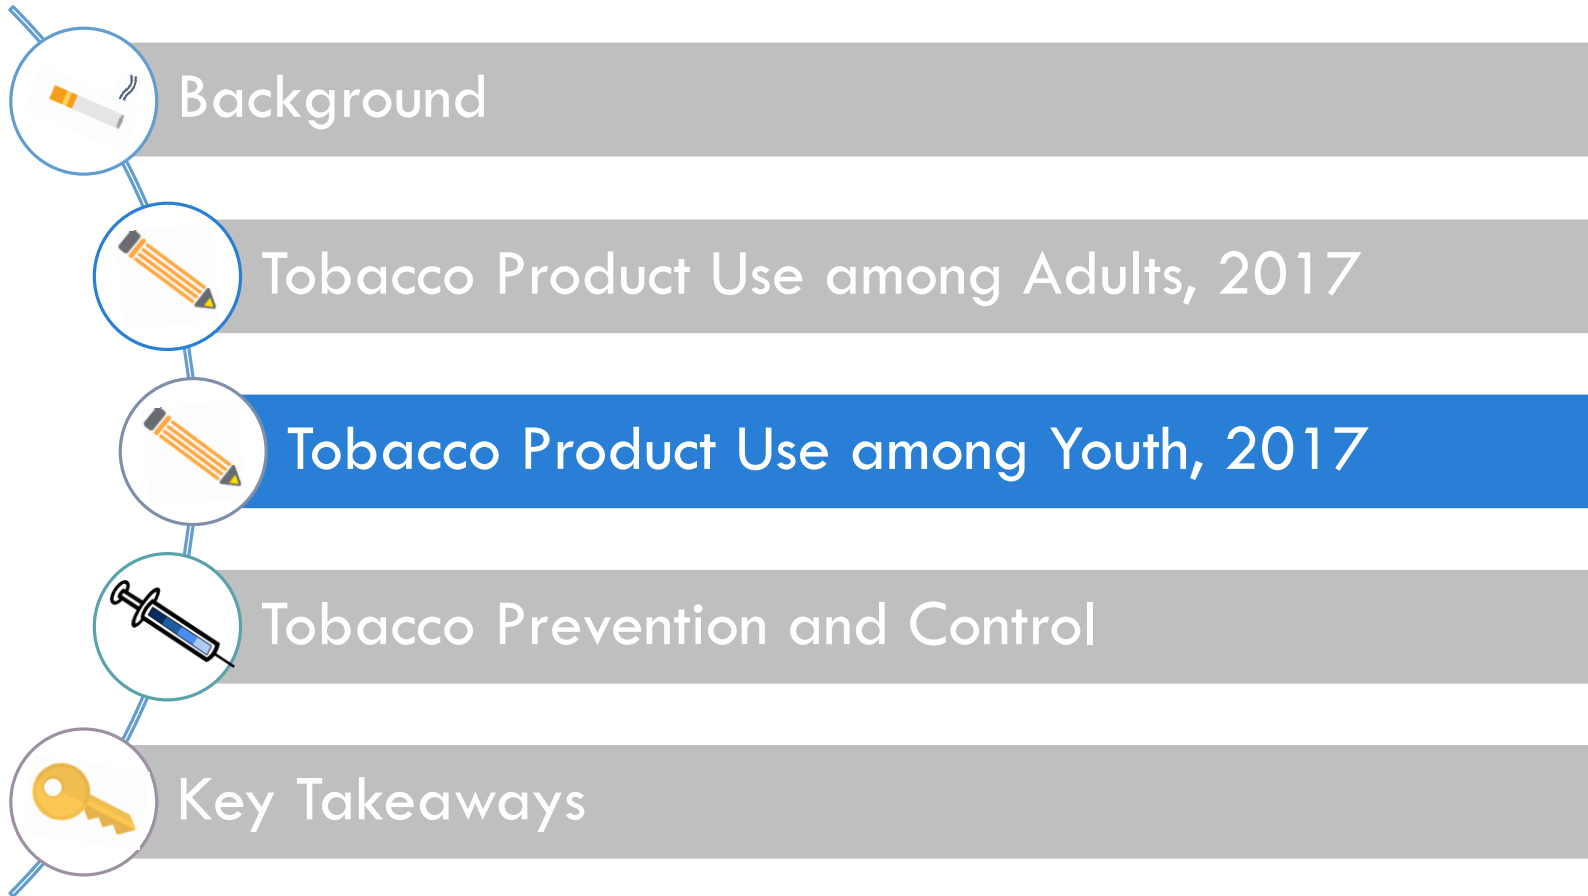 Background
Tobacco Product Use among Adults, 2017
Tobacco Product Use among Youth, 2017
Tobacco Prevention and Control
Key Takeaways